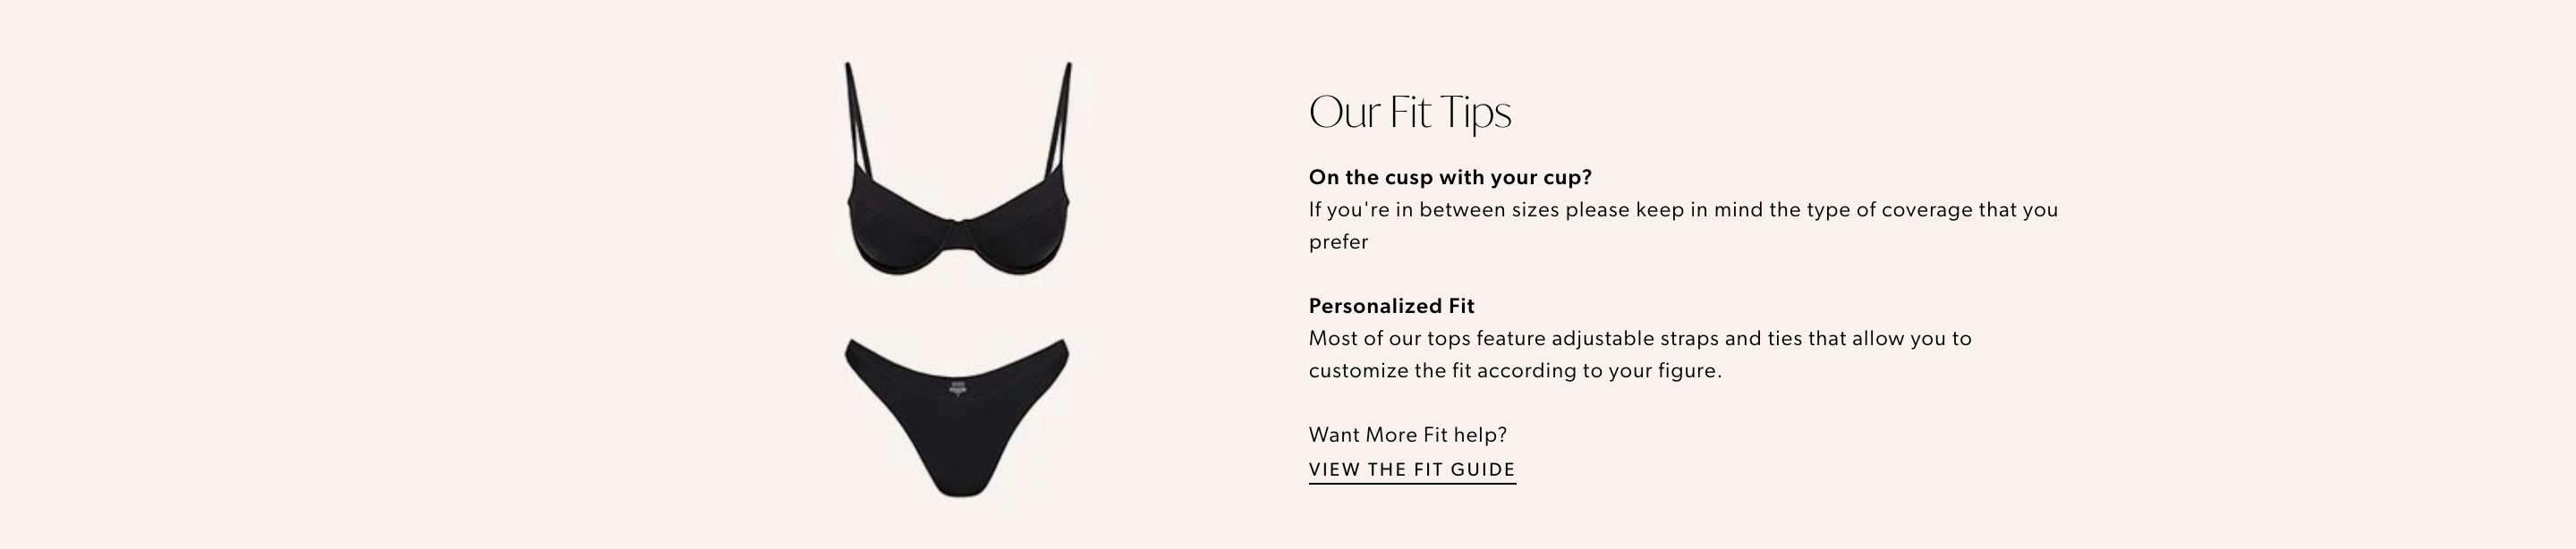 Our Fit Tips
On the cusp with your cup?
If you're in between sizes please keep in mind the type of coverage that you
prefer
Personalized Fit
Most of our tops feature adjustable straps and ties that allow you to
customize the fit according to your figure.
Want More Fit help?
VIEW THE FIT GUIDE